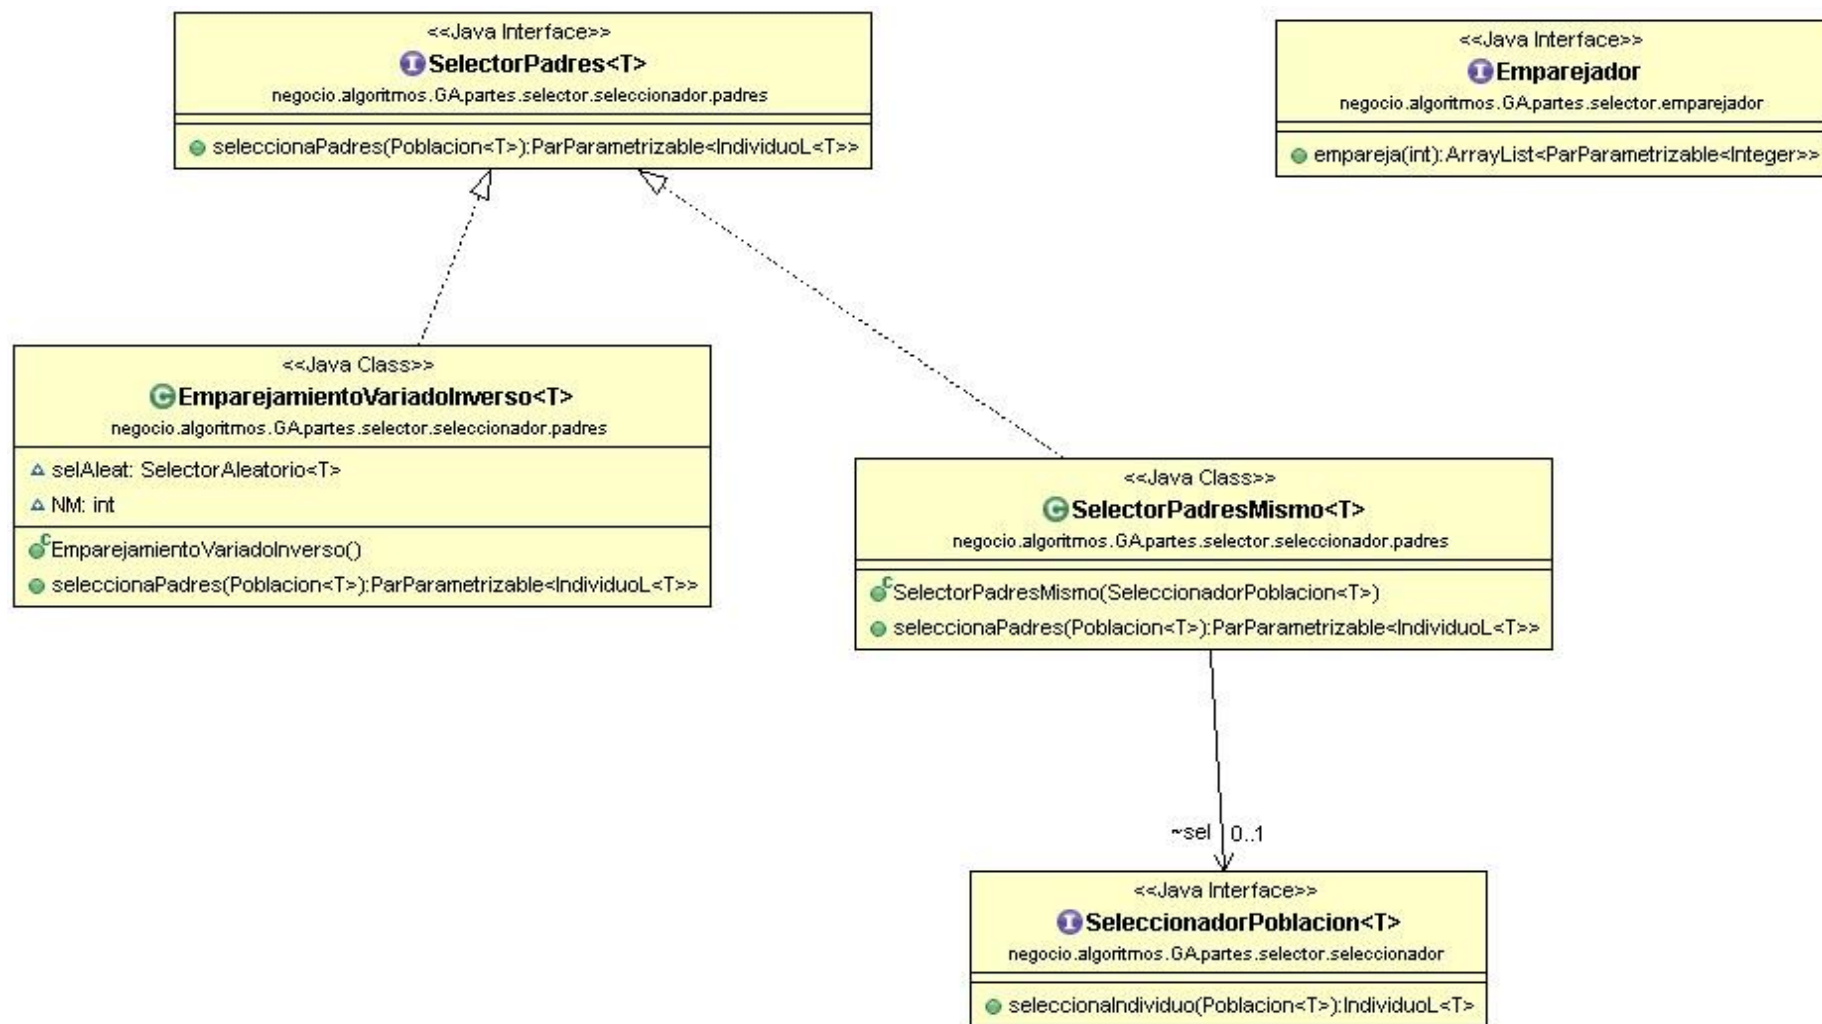 <<Java Interface>>
SelectorPadres<T>
negocio.algoritmos.GA.partes.selector.seleccionador.padres
seleccionaPadres(Poblacion<T>):ParParametrizable<IndividuoL<T>>
<<Java Interface>>
Emparejador
negocio.algoritmos.GA.partes.selector.emparejador
empareja(int):ArrayList<ParParametrizable<Integer>>
<<Java Class>>
EmparejamientoVariadoInverso<T>
negocio.algoritmos.GA.partes.selector.seleccionador.padres
selAleat: SelectorAleatorio<T>
NM: int
EmparejamientoVariadoInverso()
seleccionaPadres(Poblacion<T>):ParParametrizable<IndividuoL<T>>
<<Java Class>>
SelectorPadresMismo<T>
negocio.algoritmos.GA.partes.selector.seleccionador.padres
SelectorPadresMismo(SeleccionadorPoblacion<T>)
seleccionaPadres(Poblacion<T>):ParParametrizable<IndividuoL<T>>
~sel 0..1
<<Java Interface>>
SeleccionadorPoblacion<T>
negocio.algoritmos.GA.partes.selector.seleccionador
seleccionaIndividuo(Poblacion<T>):IndividuoL<T>